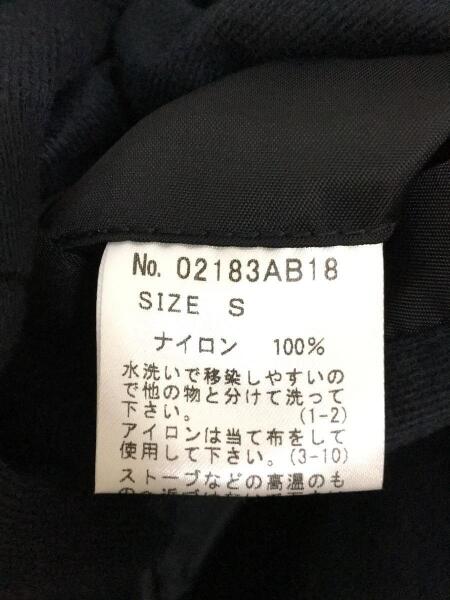 No. 02183AB18
SIZE S
ナイロン 100%
水洗いで移染しやすいの
で他の物と分けて洗って
下さい。 (1-2)
アイロンは当て布をして
使用して下さい。(3-10)
ストーブなどの高温のも